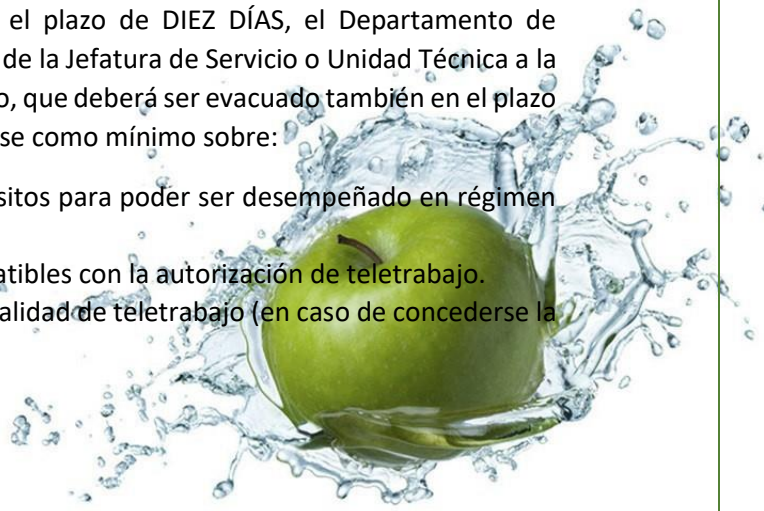 el plazo de DIEZ DÍAS, el Departamento de
de la Jefatura de Servicio o Unidad Técnica a la
o, que deberá ser evacuado también en el plazo
se como mínimo sobre:
sitos para poder ser desempeñado en régimen
atibles con la autorización de teletrabajo.
alidad de teletrabajo (en caso de concederse la